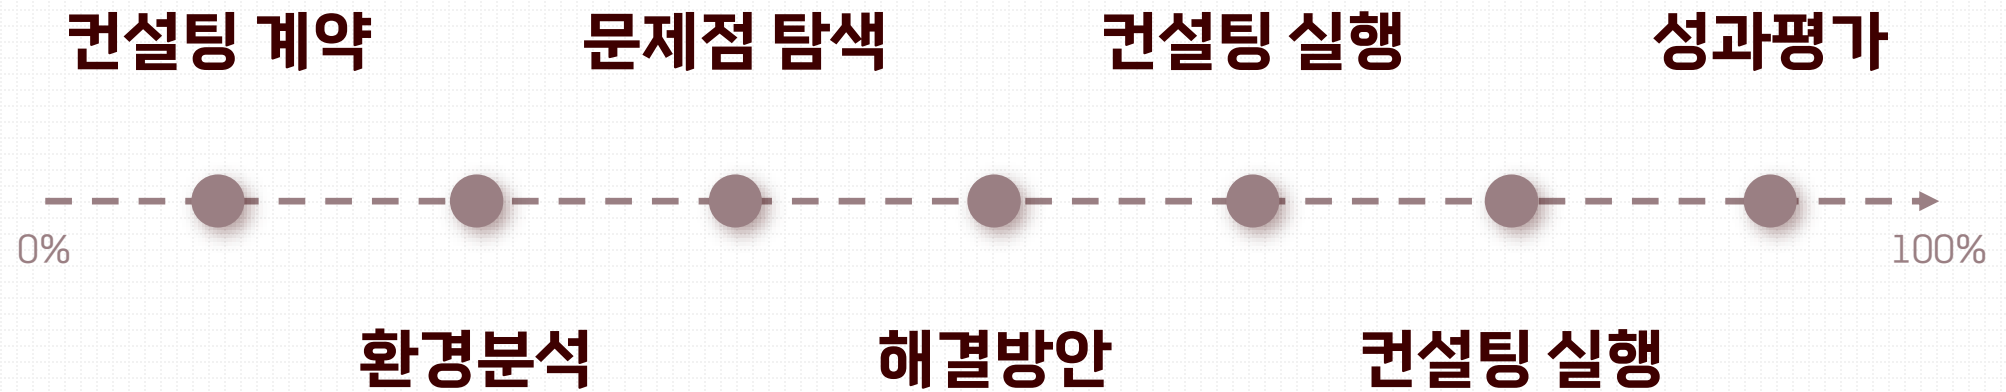 컨설팅 계약
문제점 탐색
컨설팅 실행
성과평가
0%
100%
환경분석
해결방안
컨설팅 실행